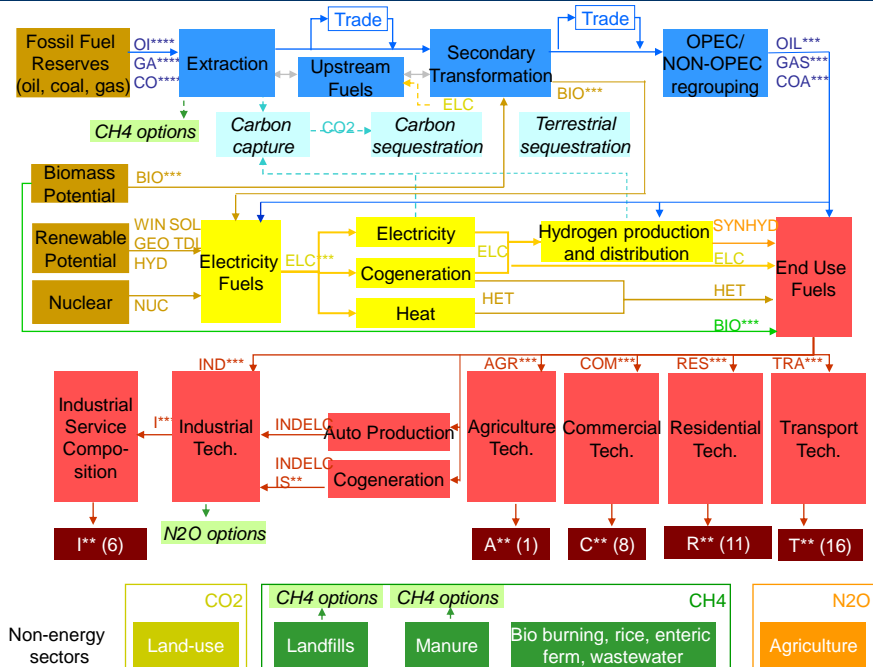 Trade
Trade
Fossil Fuel
Reserves
(oil, coal, gas)
OI****
GA****
CO****
Extraction
Upstream
Fuels
Secondary
Transformation
OPEC/
NON-OPEC
regrouping
OIL***
GAS***
COA***
BIO***
ELC
CH4 options
Carbon
capture
CO2
Carbon
sequestration
Terrestrial
sequestration
Biomass
Potential
BIO***
Renewable
Potential
WIN SOL
GEO TDL
HYD
Nuclear
NUC
Electricity
Fuels
ELC***
Electricity
Cogeneration
Heat
ELC
HET
Hydrogen production
and distribution
SYNHYD
ELC
HET
BIO***
End Use
Fuels
IND***
AGR***
COM***
RES***
TRA***
Industrial
Service
Compo-
sition
I***
Industrial
Tech.
INDELC
Auto Production
INDELC
IS**
Cogeneration
Agriculture
Tech.
Commercial
Tech.
Residential
Tech.
Transport
Tech.
I** (6)
N2O options
A** (1)
C** (8)
R** (11)
T** (16)
Non-energy
sectors
CO2
Land-use
CH4 options
CH4 options
CH4
Landfills
Manure
Bio burning, rice, enteric
ferm, wastewater
N2O
Agriculture